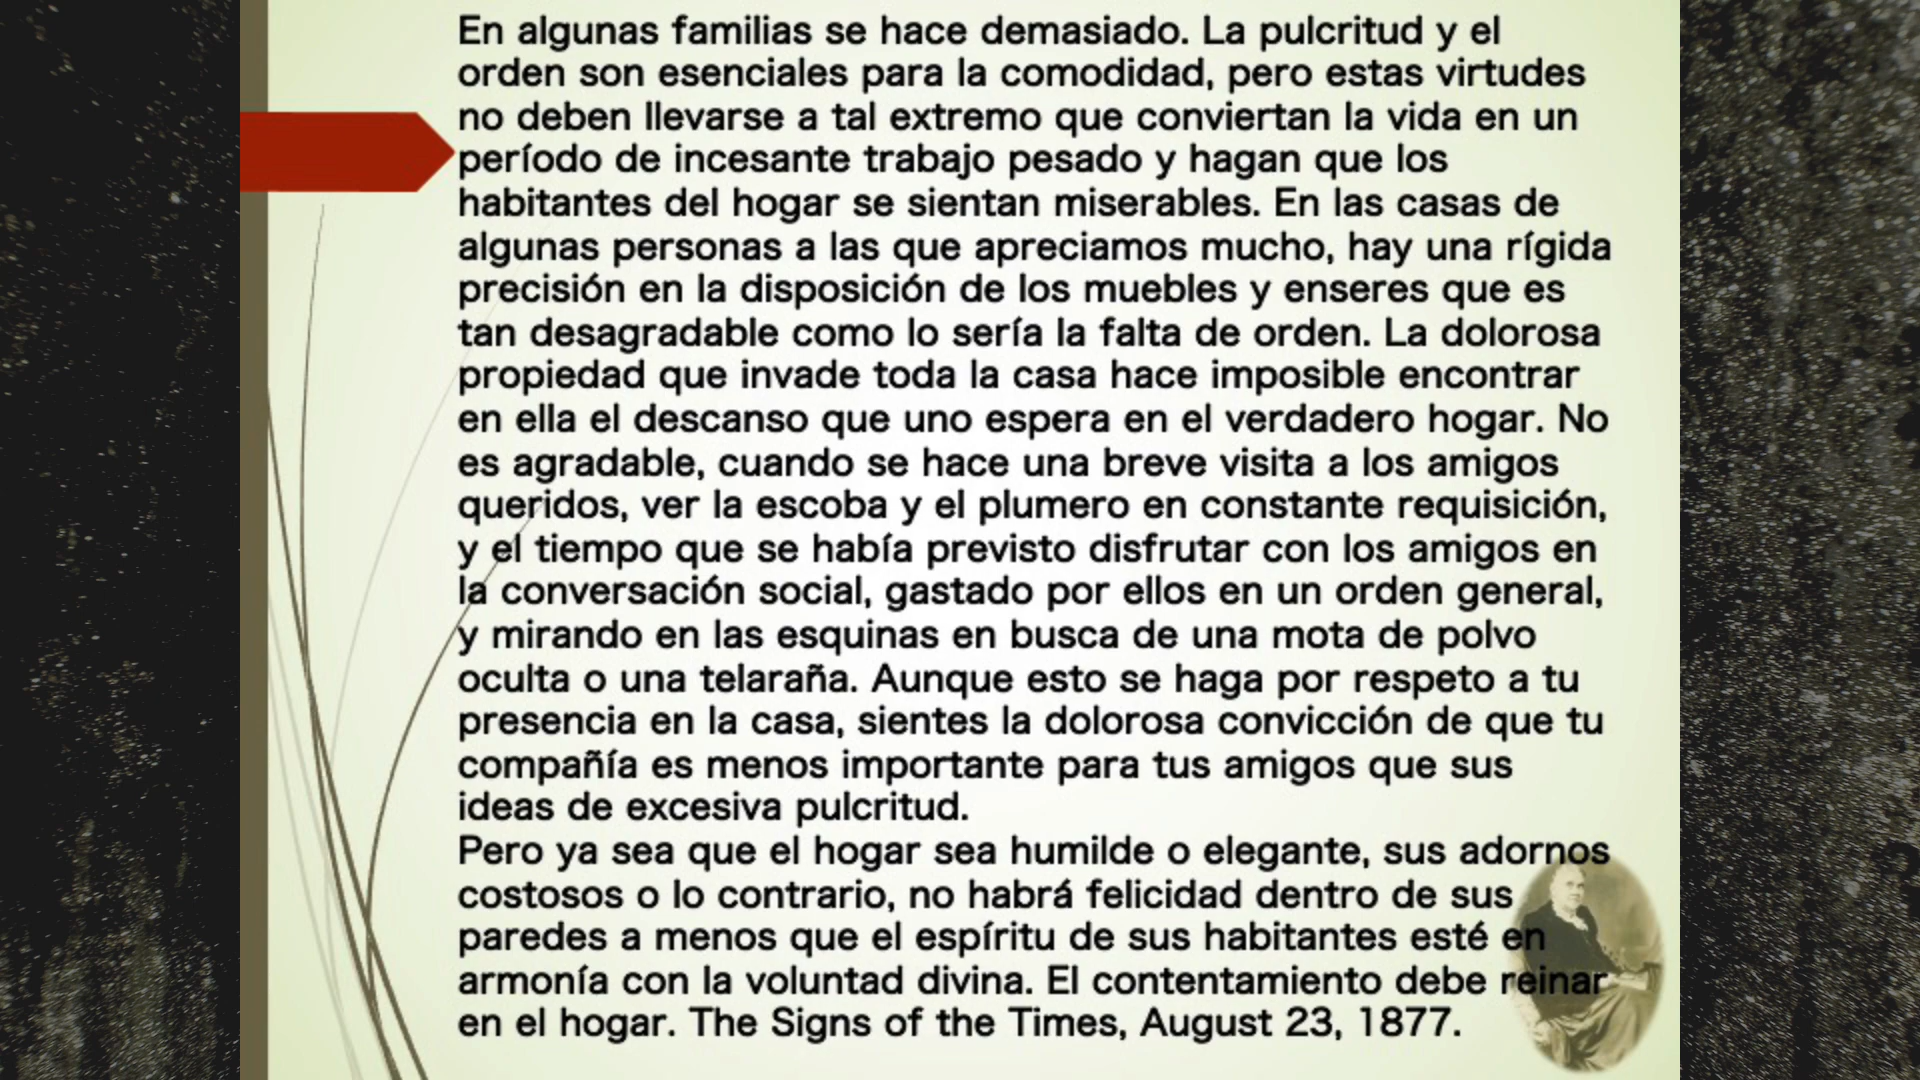 En algunas familias se hace demasiado. La pulcritud y el
orden son esenciales para la comodidad, pero estas virtudes
no deben llevarse a tal extremo que conviertan la vida en un
período de incesante trabajo pesado y hagan que los
habitantes del hogar se sientan miserables. En las casas de
algunas personas a las que apreciamos mucho, hay una rígida
precisión en la disposición de los muebles y enseres que es
tan desagradable como lo sería la falta de orden. La dolorosa
propiedad que invade toda la casa hace imposible encontrar
en ella el descanso que uno espera en el verdadero hogar. No
es agradable, cuando se hace una breve visita a los amigos
queridos, ver la escoba y el plumero en constante requisición,
y el tiempo que se había previsto disfrutar con los amigos en
la conversación social, gastado por ellos en un orden general,
y mirando en las esquinas en busca de una mota de polvo
oculta o una telaraña. Aunque esto se haga por respeto a tu
presencia en la casa, sientes la dolorosa convicción de que tu
compañía es menos importante para tus amigos que sus
ideas de excesiva pulcritud.
Pero ya sea que el hogar sea humilde o elegante, sus adornos
costosos o lo contrario, no habrá felicidad dentro de sus
paredes a menos que el espíritu de sus habitantes esté en
armonía con la voluntad divina. El contentamiento debe reinar
en el hogar. The Signs of the Times, August 23, 1877.